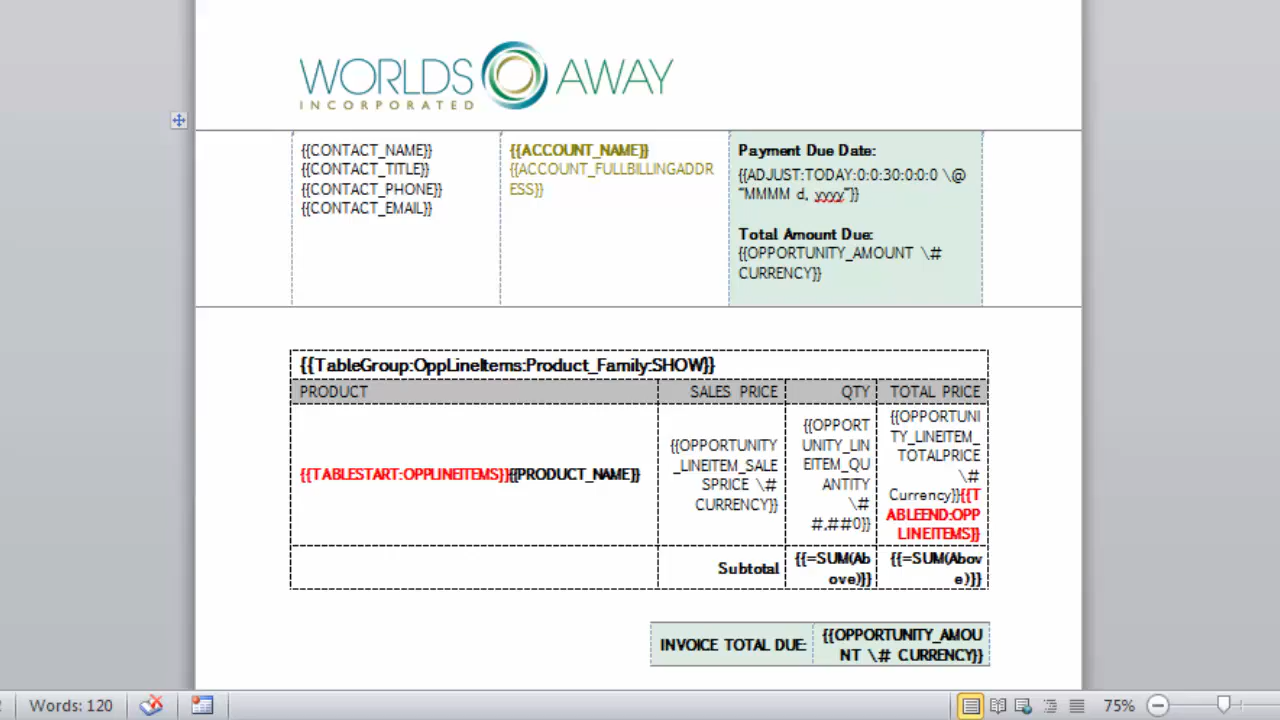 WORLDS AWAY
INCORPORATED
{{CONTACT_NAME}}
{{CONTACT_TITLE}}
{{CONTACT_PHONE}}
{{CONTACT_EMAIL}}
{{ACCOUNT_NAME}}
{{ACCOUNT_FULLBILLINGADDR
ESS}}
Payment Due Date:
{{ADJUST:TODAY:0:0:30:0:0:0 \@
"MMMM d, yyyy"}}
Total Amount Due:
{{OPPORTUNITY_AMOUNT \#
CURRENCY}}
{{TableGroup:OppLineItems:Product_Family:SHOW}}
PRODUCT
SALES PRICE
QTY
TOTAL PRICE
{{TABLESTART:OPPLINEITEMS}}{{PRODUCT_NAME}}
{{OPPORTUNITY
_LINEITEM_SALE
SPRICE \#
CURRENCY}}
{{OPPORT
UNITY_LIN
EITEM_QU
ANTITY
\#
#,##0}}
{{OPPORTUNI
TY_LINEITEM_
TOTALPRICE
\#
Currency}}{{T
ABLEEND:OPP
LINEITEMS}}
Subtotal
{{=SUM(Ab
ove)}}
{{=SUM(Abov
e)}}
INVOICE TOTAL DUE:
{{OPPORTUNITY_AMOU
NT \# CURRENCY}}
Words: 120
75%